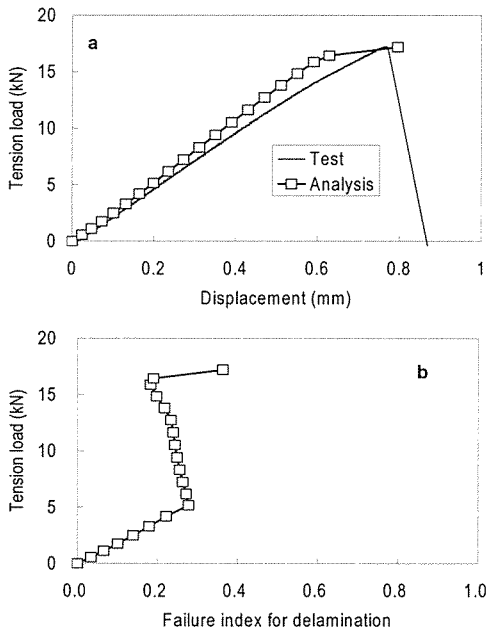 a
Tension load (kN)
20
15
10
5
0
Test
Analysis
0
0.2
0.4
0.6
0.8
1
Displacement (mm)
b
Tension load (kN)
20
15
10
5
0
0.0
0.2
0.4
0.6
0.8
1.0
Failure index for delamination